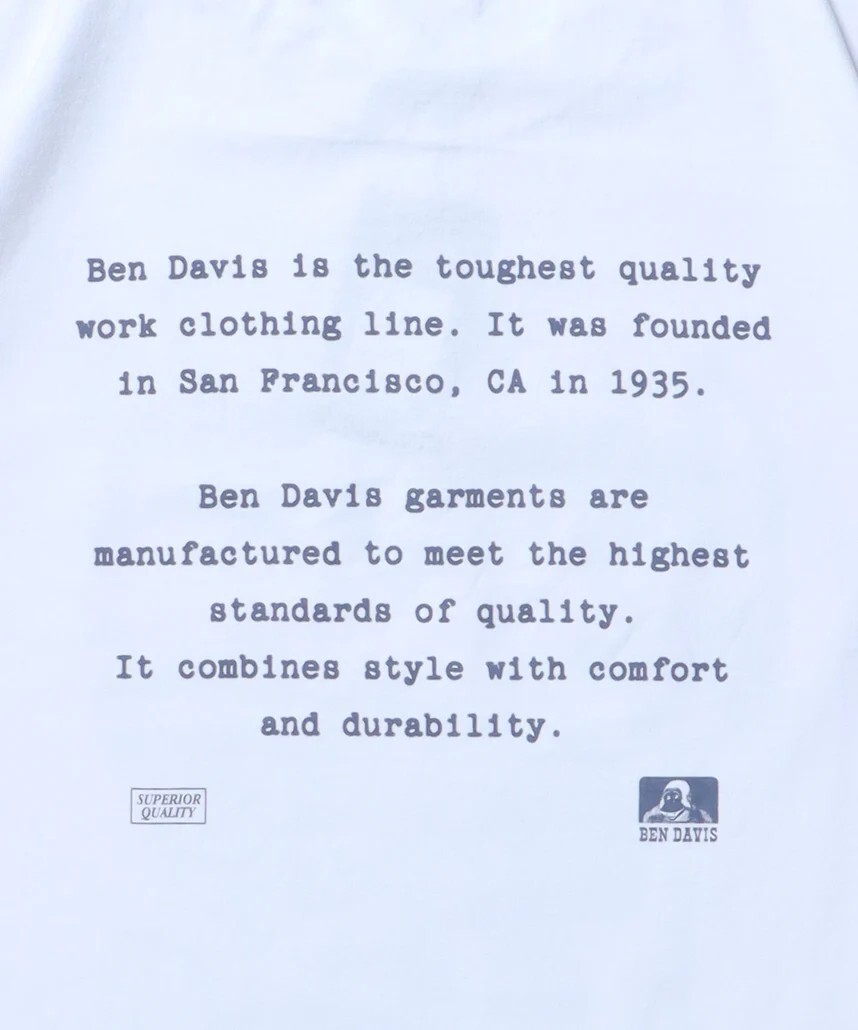 Ben Davis is the toughest quality
work clothing line. It was founded
in San Francisco, CA in 1935.
Ben Davis garments are
manufactured to meet the highest
standards of quality.
It combines style with comfort
and durability.
SUPERIOR
QUALITY
BEN DAVIS